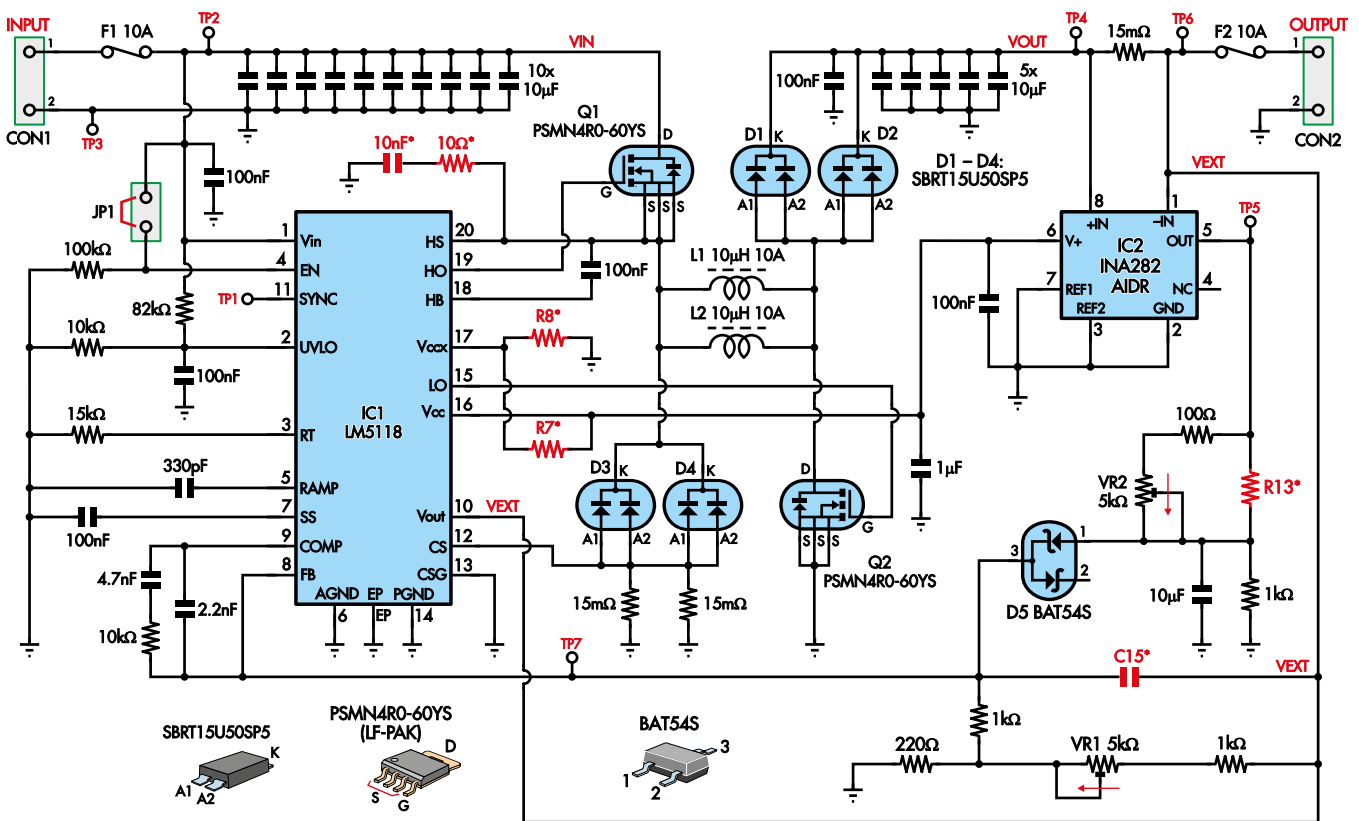 INPUT
1
2
CON1
F1 10A
TP2
TP3
VIN
10x
10µF
Q1
PSMN4R0-60YS
D
G
S
S
S
10nF*
10Ω*
100nF
JP1
100kΩ
TP1
82kΩ
10kΩ
100nF
15kΩ
330pF
100nF
4.7nF
2.2nF
10kΩ
1
Vin
4
EN
11
SYNC
2
UVLO
3
RT
5
RAMP
7
SS
9
COMP
8
FB
IC1
LM5118
AGND
EP
PGND
6
EP
14
HS
20
HO
19
HB
18
Vccx
17
LO
15
Vcc
16
Vout
10
CS
12
CSG
13
100nF
R8*
R7*
VEXT
L1 10µH 10A
L2 10µH 10A
D3
K
D4
K
A1
A2
A1
A2
15mΩ
15mΩ
100nF
5x
10µF
VOUT
D1
K
K
D2
A1
A2
A1
A2
D1 – D4:
SBRT15U50SP5
TP4
15mΩ
TP6
F2 10A
OUTPUT
1
2
CON2
VEXT
8
1
+IN
–IN
6
V+
OUT
5
TP5
IC2
INA282
AIDR
7
REF1
NC
4
REF2
GND
3
2
100nF
1µF
D
G
S
S
S
Q2
PSMN4R0-60YS
100Ω
VR2
5kΩ
R13*
3
1
2
D5 BAT54S
10µF
1kΩ
TP7
C15*
VEXT
1kΩ
220Ω
VR1 5kΩ
1kΩ
SBRT15U50SP5
K
A1
A2
PSMN4R0-60YS
(LF-PAK)
D
S
G
BAT54S
3
1
2